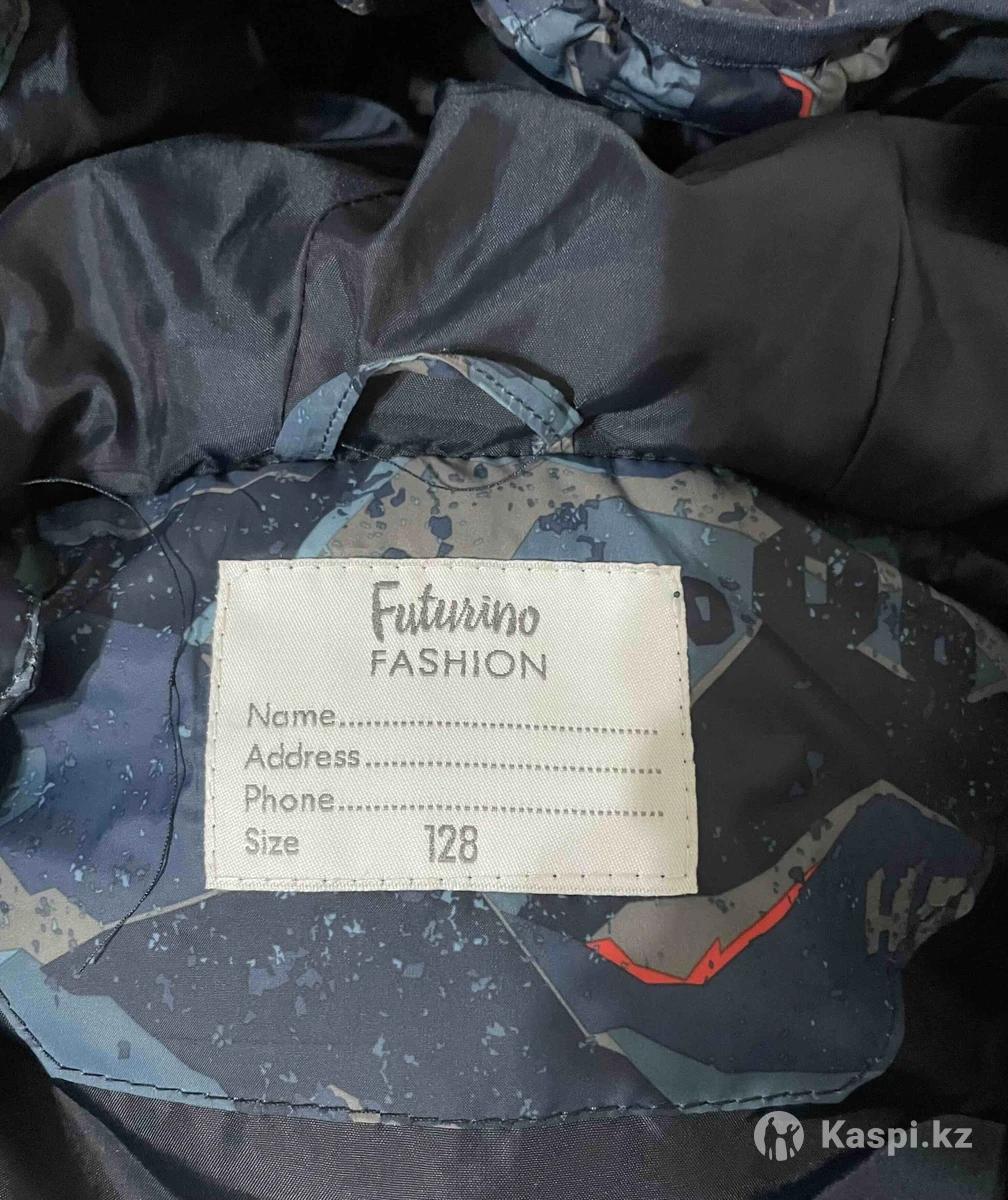 Futurino
FASHION
Name
Address
Phone
Size 128
Kaspi.kz